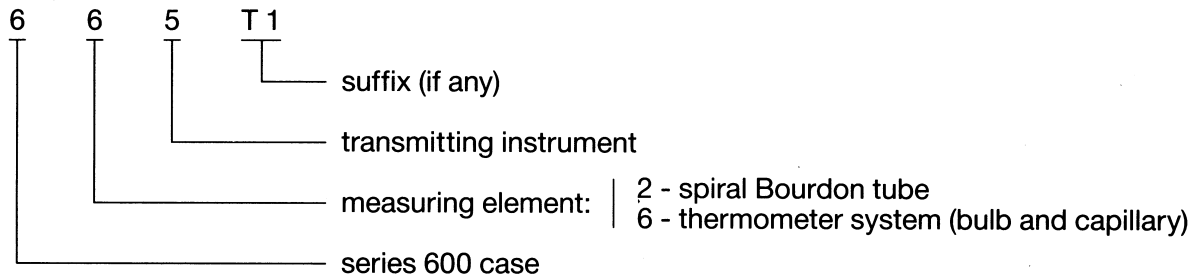 6 6 5 T 1
suffix (if any)
transmitting instrument
measuring element:
2 - spiral Bourdon tube
6 - thermometer system (bulb and capillary)
series 600 case